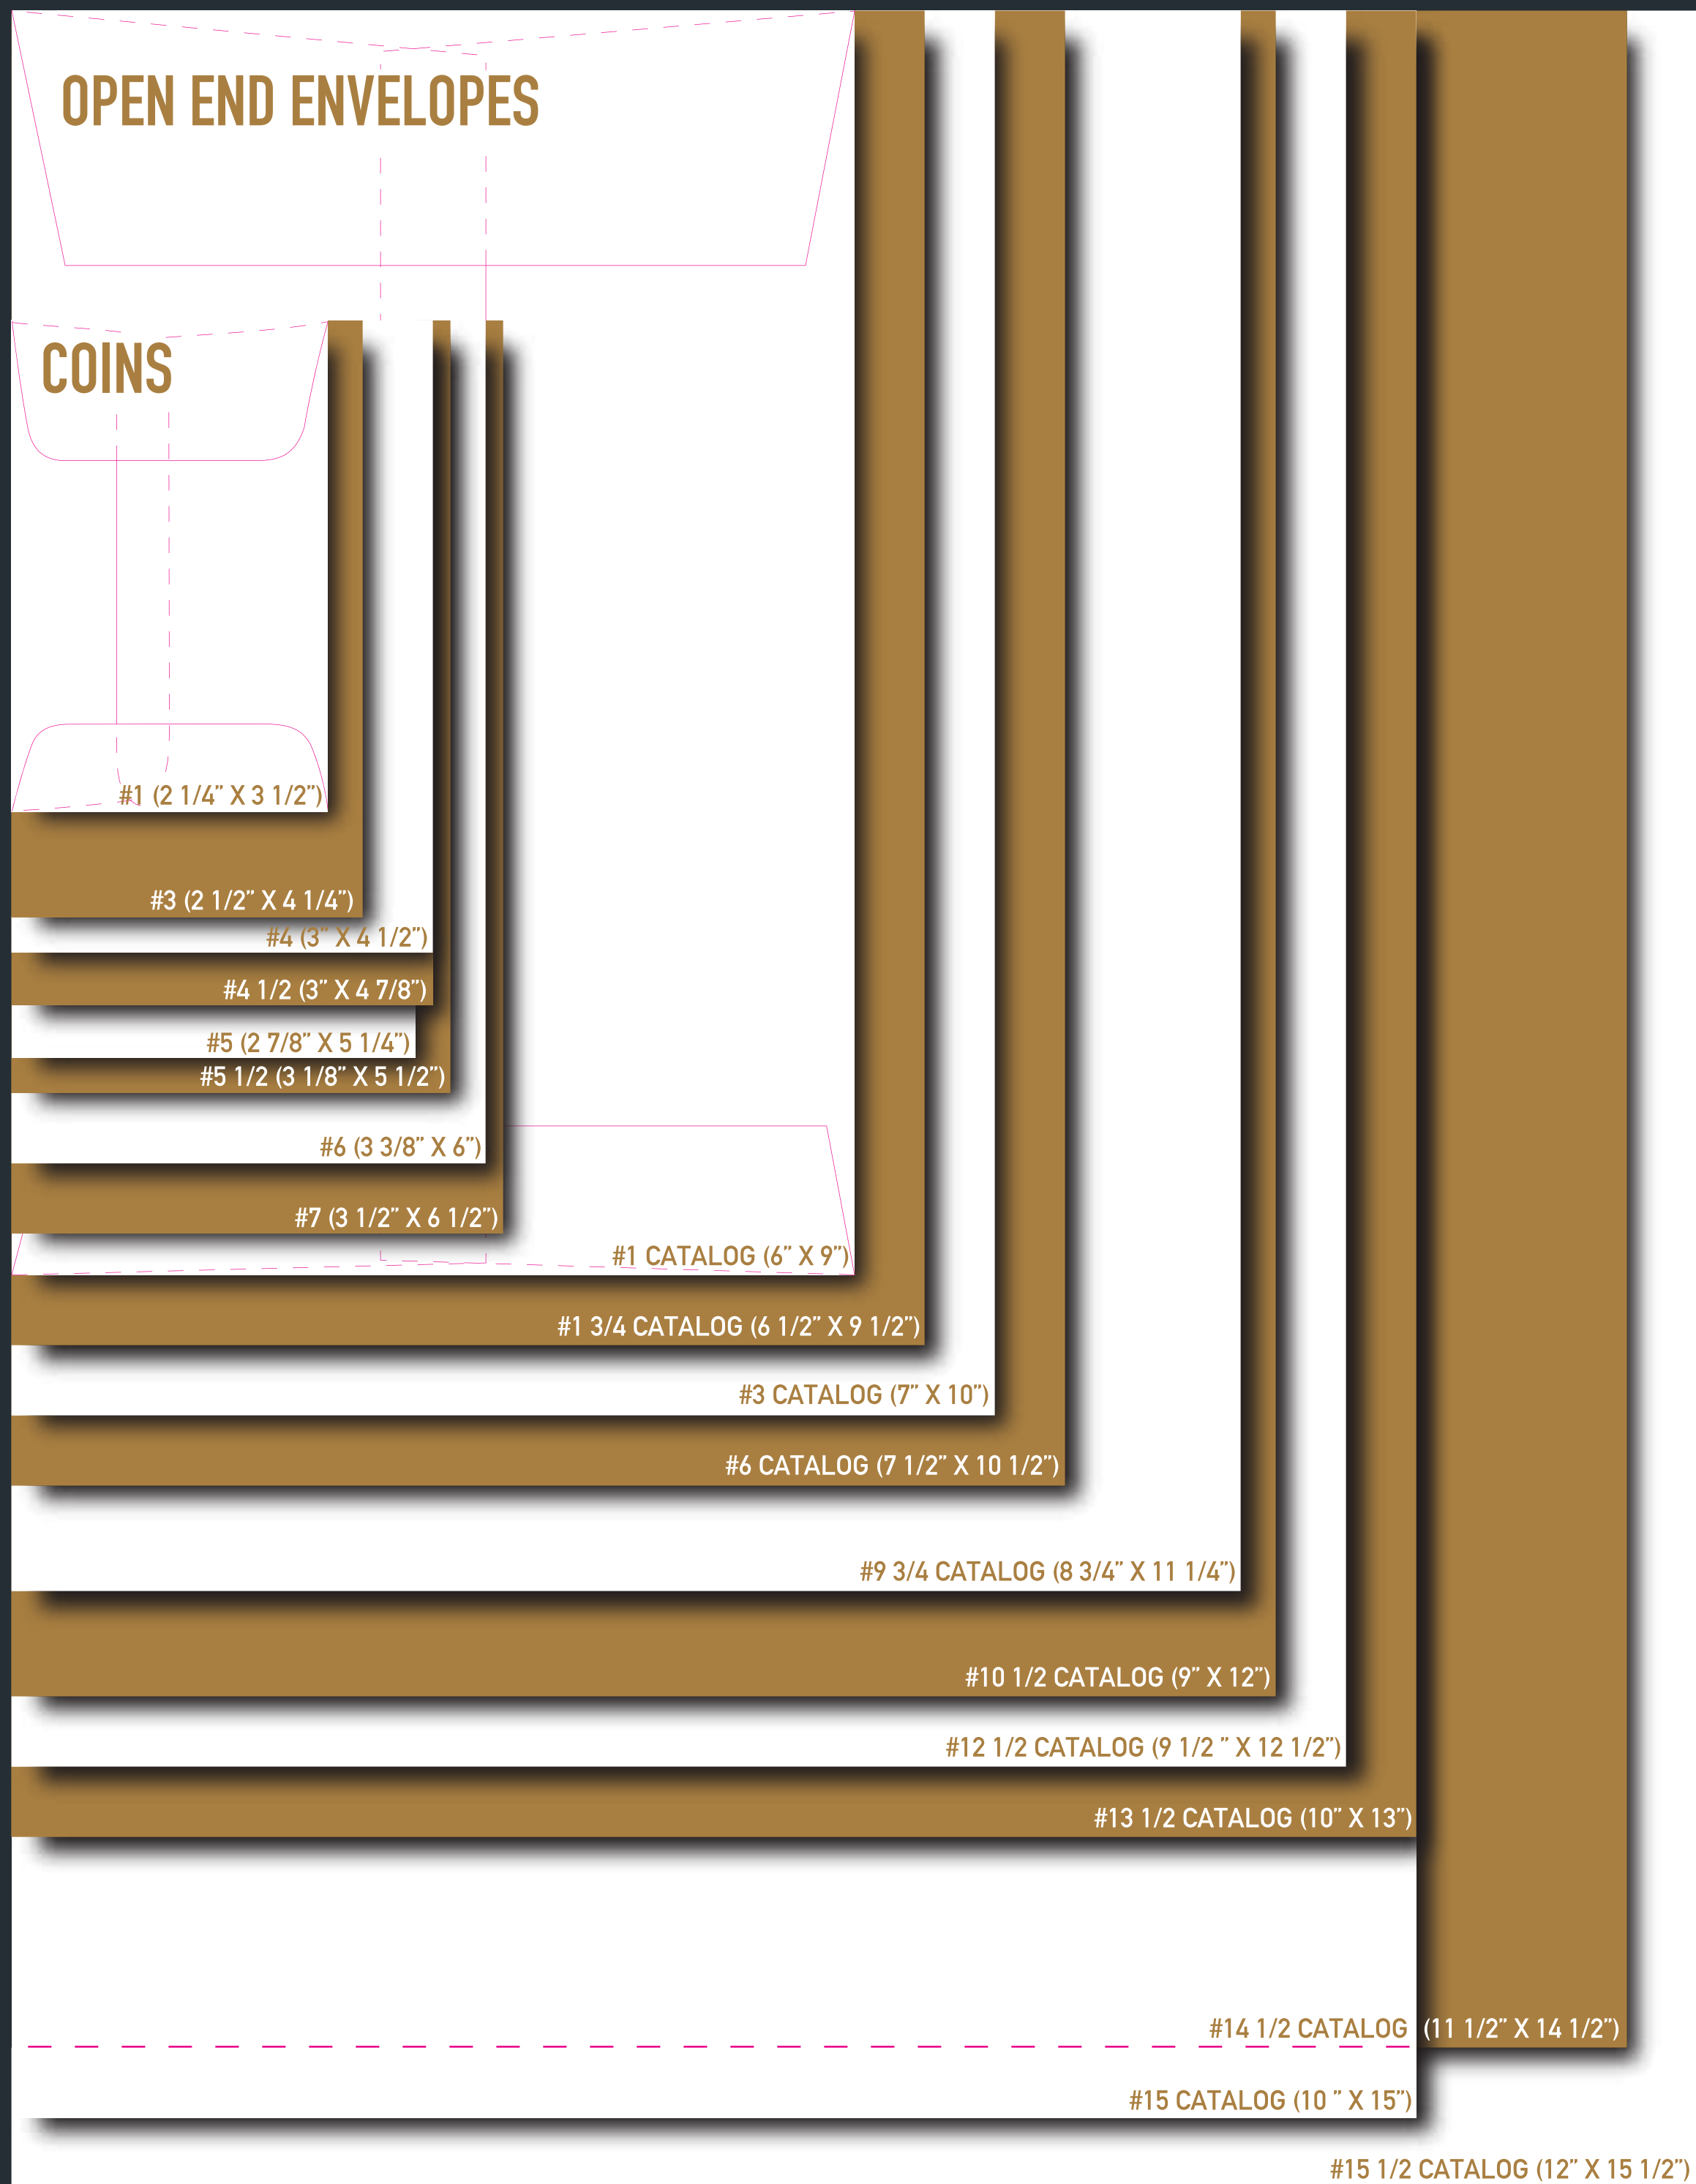 OPEN END ENVELOPES
COINS
#1 (2 1/4” X 3 1/2”)
#3 (2 1/2” X 4 1/4”)
#4 (3” X 4 1/2”)
#4 1/2 (3” X 4 7/8”)
#5 (2 7/8” X 5 1/4”)
#5 1/2 (3 1/8” X 5 1/2”)
#6 (3 3/8” X 6”)
#7 (3 1/2” X 6 1/2”)
#1 CATALOG (6” X 9”)
#1 3/4 CATALOG (6 1/2” X 9 1/2”)
#3 CATALOG (7” X 10”)
#6 CATALOG (7 1/2” X 10 1/2”)
#9 3/4 CATALOG (8 3/4” X 11 1/4”)
#10 1/2 CATALOG (9” X 12”)
#12 1/2 CATALOG (9 1/2 ” X 12 1/2”)
#13 1/2 CATALOG (10” X 13”)
#14 1/2 CATALOG (11 1/2” X 14 1/2”)
#15 CATALOG (10 ” X 15”)
#15 1/2 CATALOG (12” X 15 1/2”)